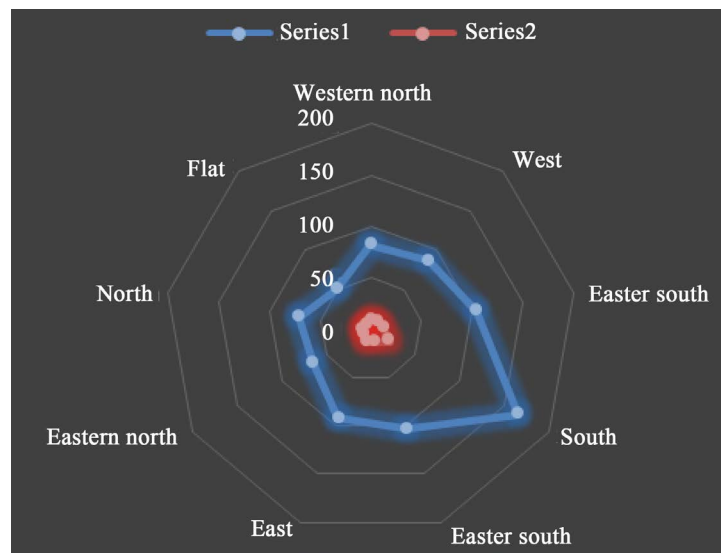 Series1 Series2
Western north
200
Flat
West
150
100
North
50
Easter south
0
Eastern north
South
East
Easter south